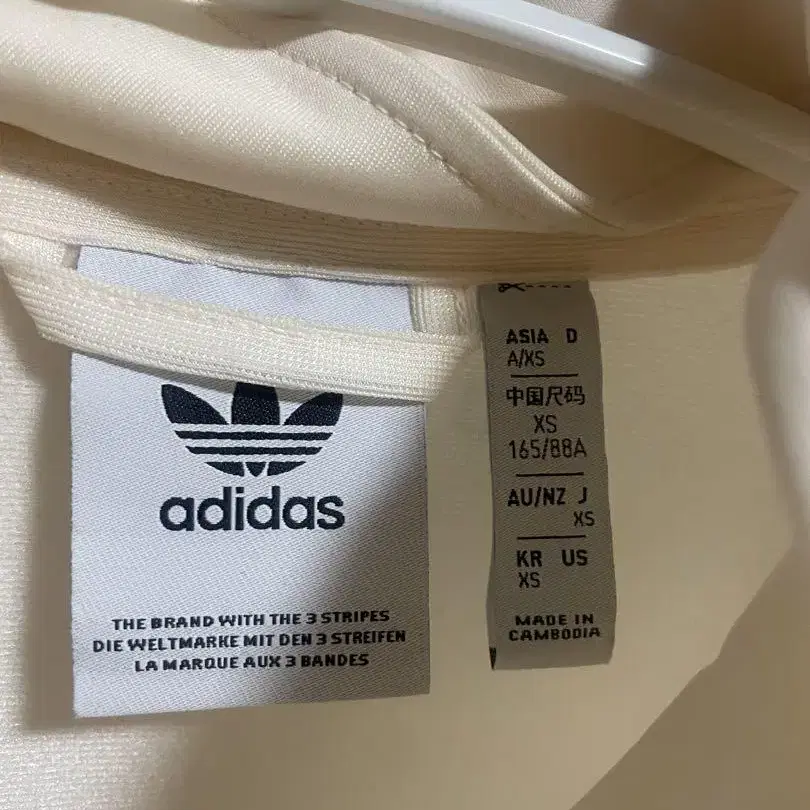 adidas
THE BRAND WITH THE 3 STRIPES
DIE WELTMARKE MIT DEN 3 STREIFEN
LA MARQUE AUX 3 BANDES
ASIA D
A/XS
中国尺码
XS
165/88A
AU/NZ J
XS
KR US
XS
MADE IN
CAMBODIA